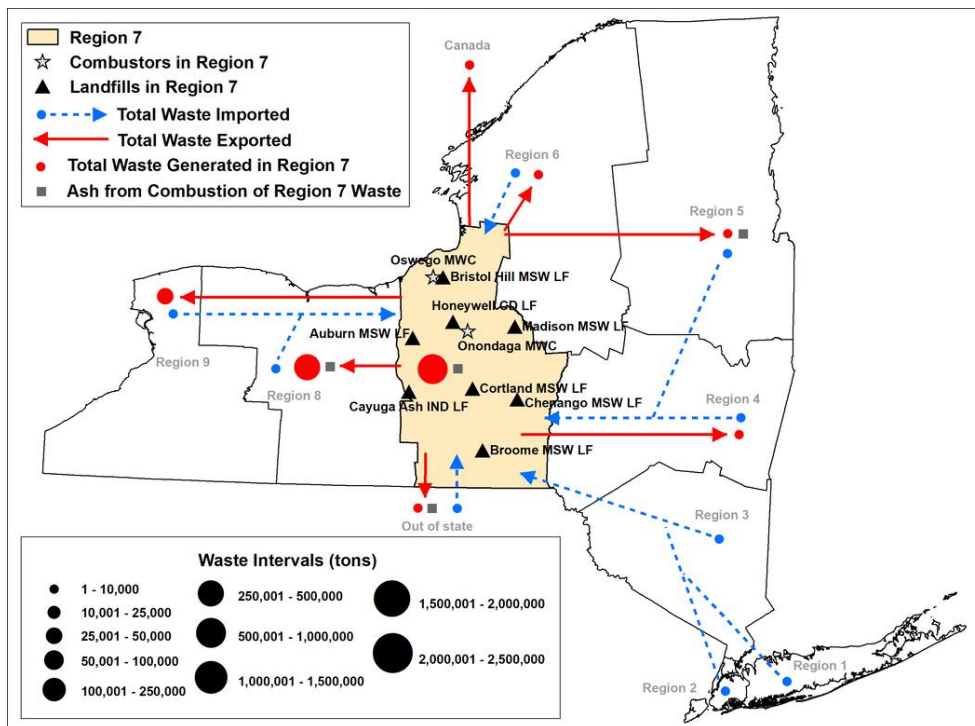 Region 7
Combustors in Region 7
Landfills in Region 7
Total Waste Imported
Total Waste Exported
Total Waste Generated in Region 7
Ash from Combustion of Region 7 Waste
Canada
Region 6
Region 5
Oswego MWC
Bristol Hill MSW LF
Honeywell CD LF
Auburn MSW LF
Madison MSW LF
Onondaga MWC
Region 9
Region 8
Cortland MSW LF
Cayuga Ash IND LF
Chenango MSW LF
Region 4
Broome MSW LF
Region 3
Out of state
Region 1
Region 2
Waste Intervals (tons)
1 - 10,000
10,001 - 25,000
25,001 - 50,000
50,001 - 100,000
100,001 - 250,000
250,001 - 500,000
500,001 - 1,000,000
1,000,001 - 1,500,000
1,500,001 - 2,000,000
2,000,001 - 2,500,000